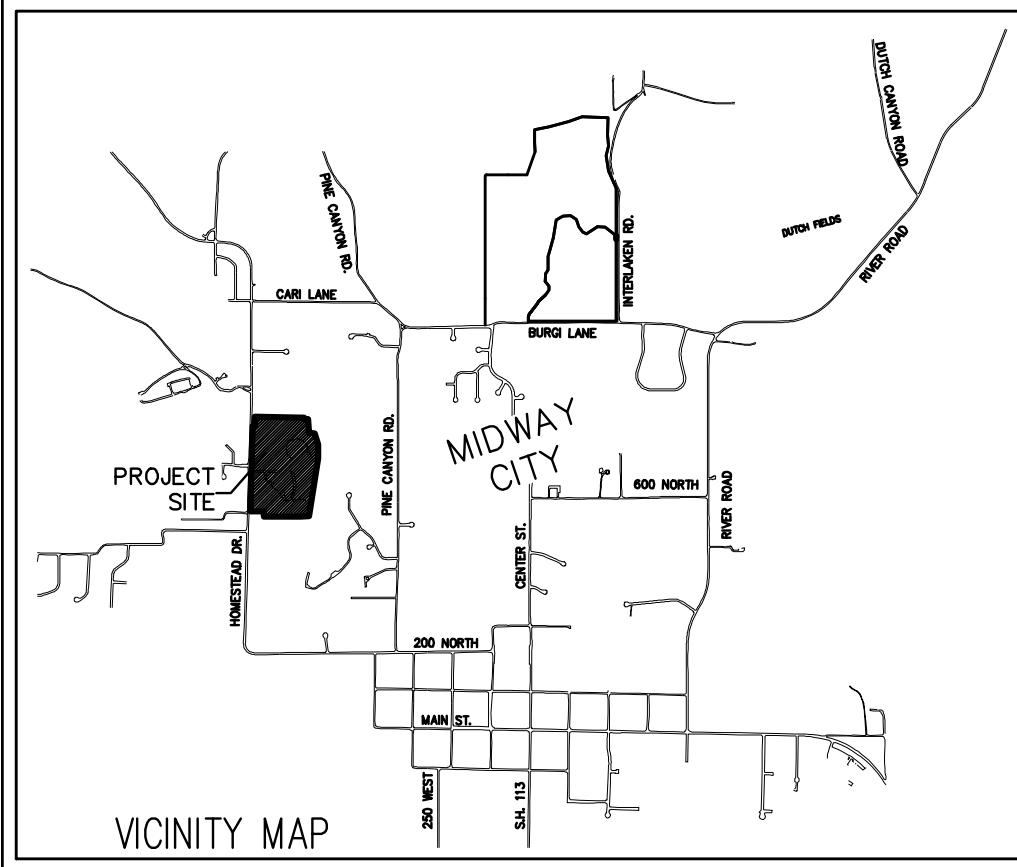 DUTCH CANYON ROAD
PINE CANYON RD.
DUTCH FIELDS
INTERLAKEN RD.
RIVER ROAD
CARI LANE
BURGI LANE
MIDWAY
CITY
PINE CANYON RD.
PROJECT
SITE
600 NORTH
RIVER ROAD
CENTER ST.
HOMESTEAD DR.
200 NORTH
MAIN ST.
250 WEST
S.H. 113
VICINITY MAP